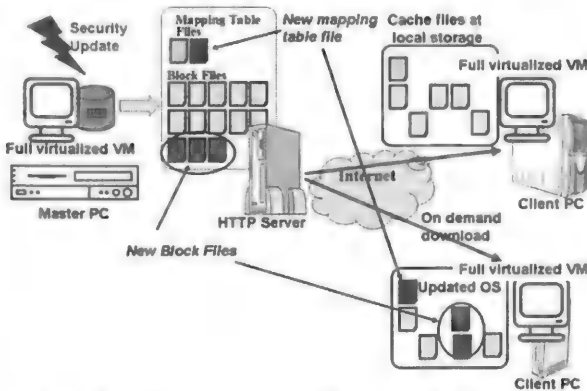 Security
Update
Mapping Table
Files
Block Files
New mapping
table file
Cache files at
local storage
Full virtualized VM
Full virtualized VM
Master PC
HTTP Server
Internet
Client PC
On demand
download
New Block Files
Full virtualized VM
Updated OS
Client PC